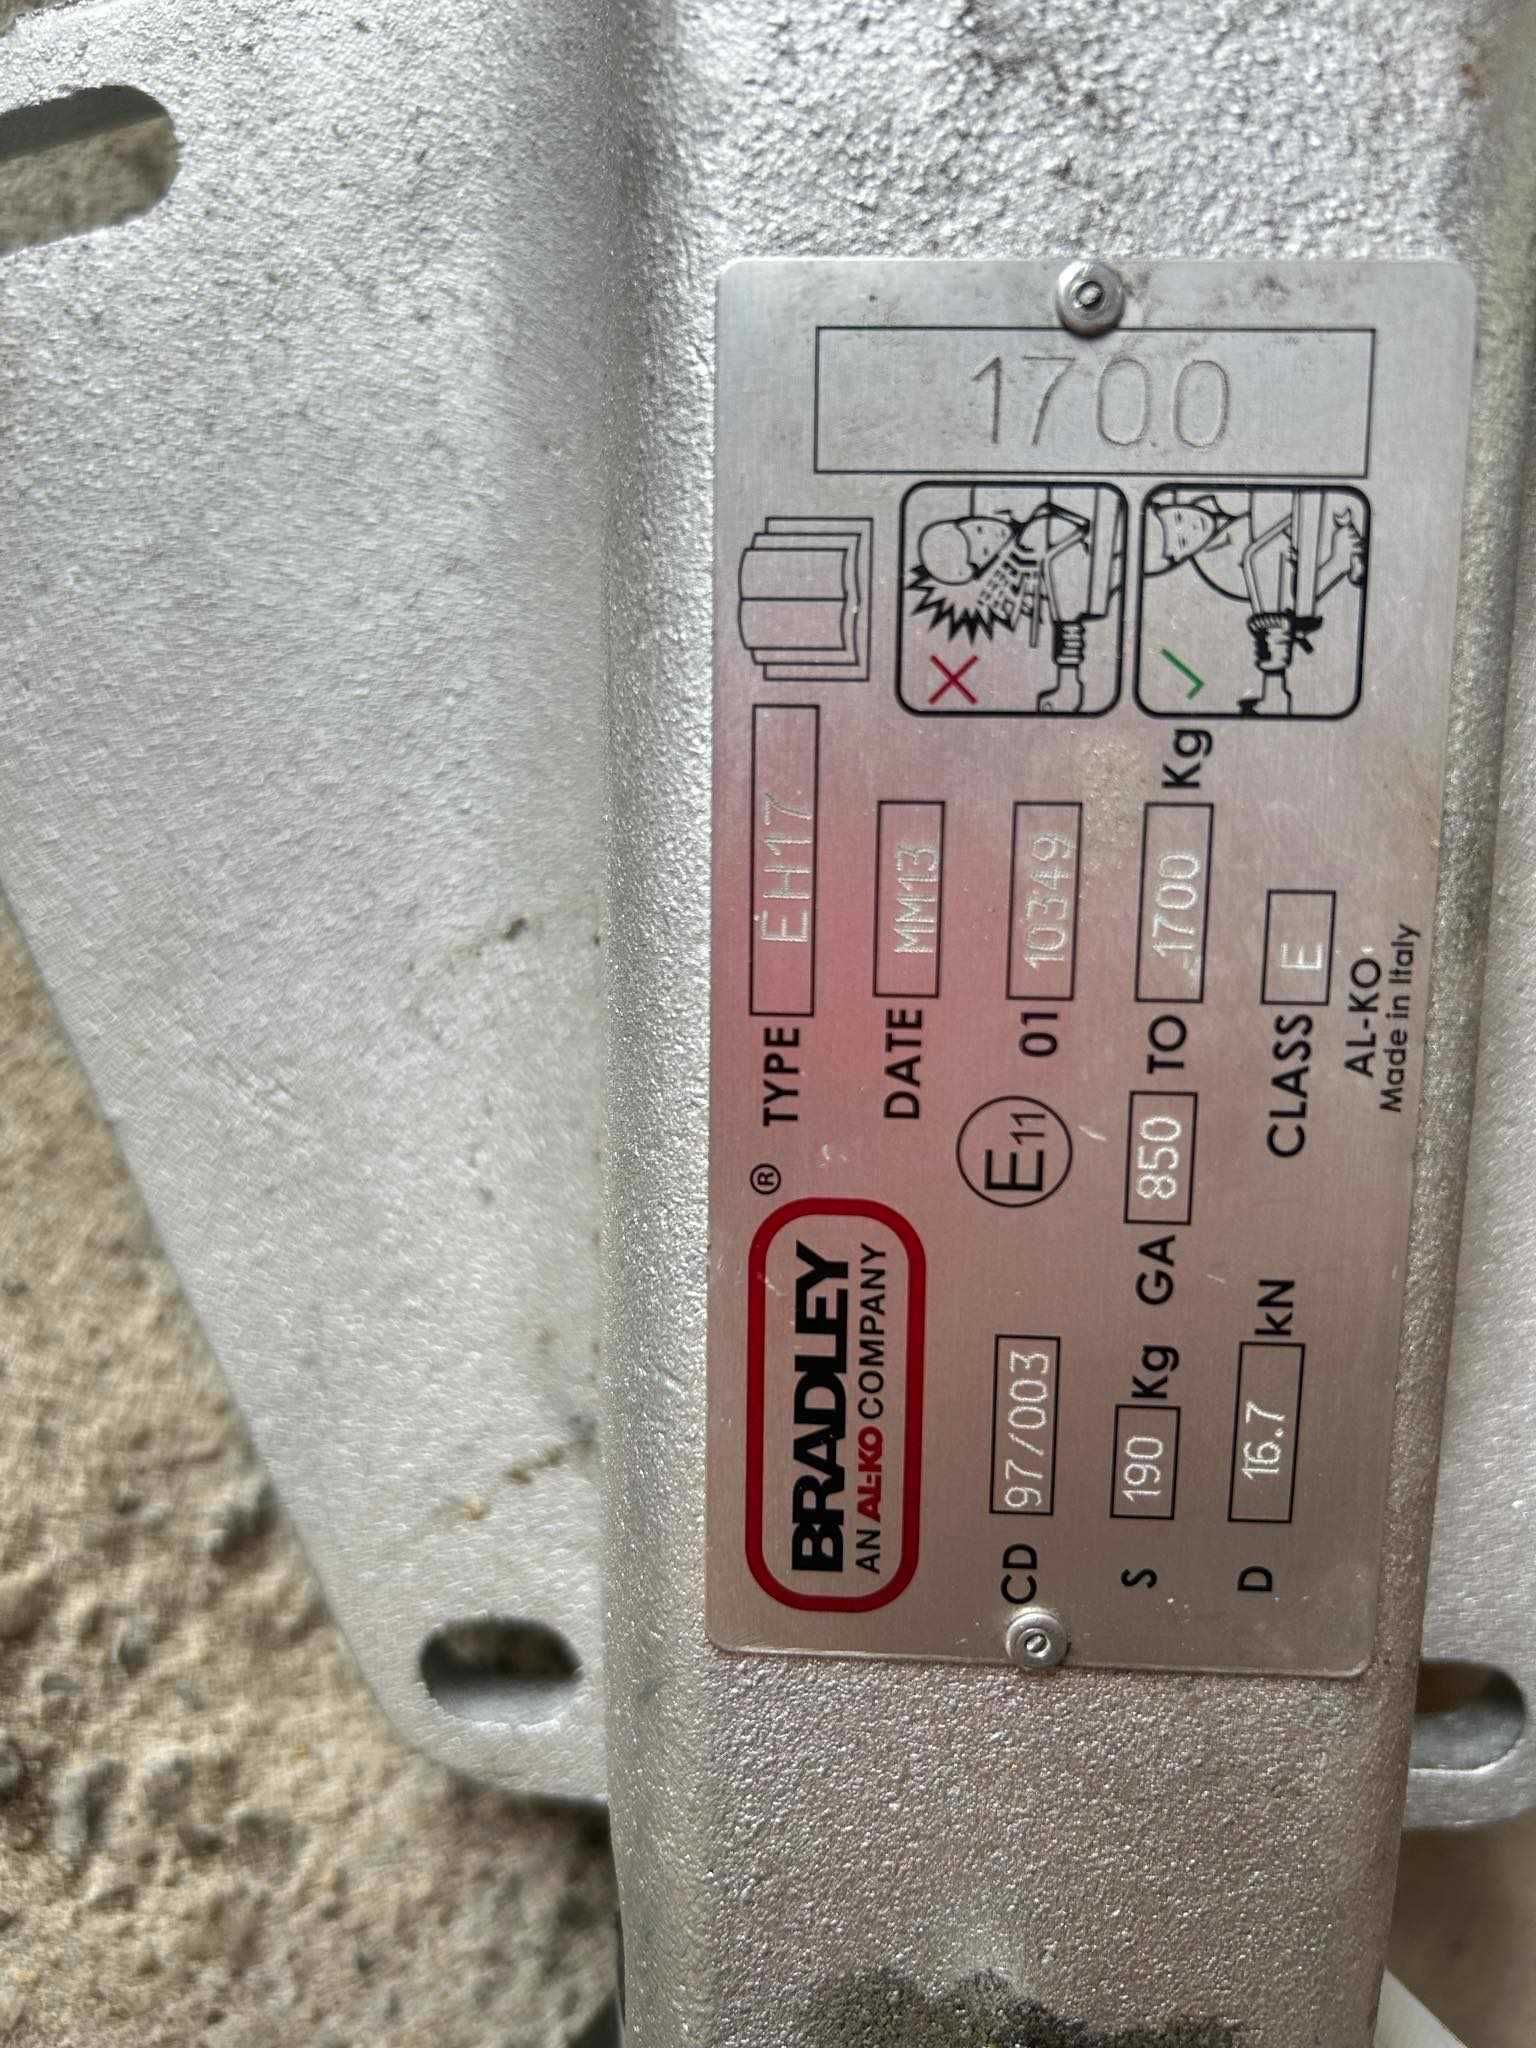 BRADLEY ®
AN AL-KO COMPANY
TYPE EH17
DATE MM13
CD 97/003 E11 01 10349
S 190 Kg GA 850 TO 1700 Kg
D 16.7 kN CLASS E
AL-KO
Made in Italy
1700